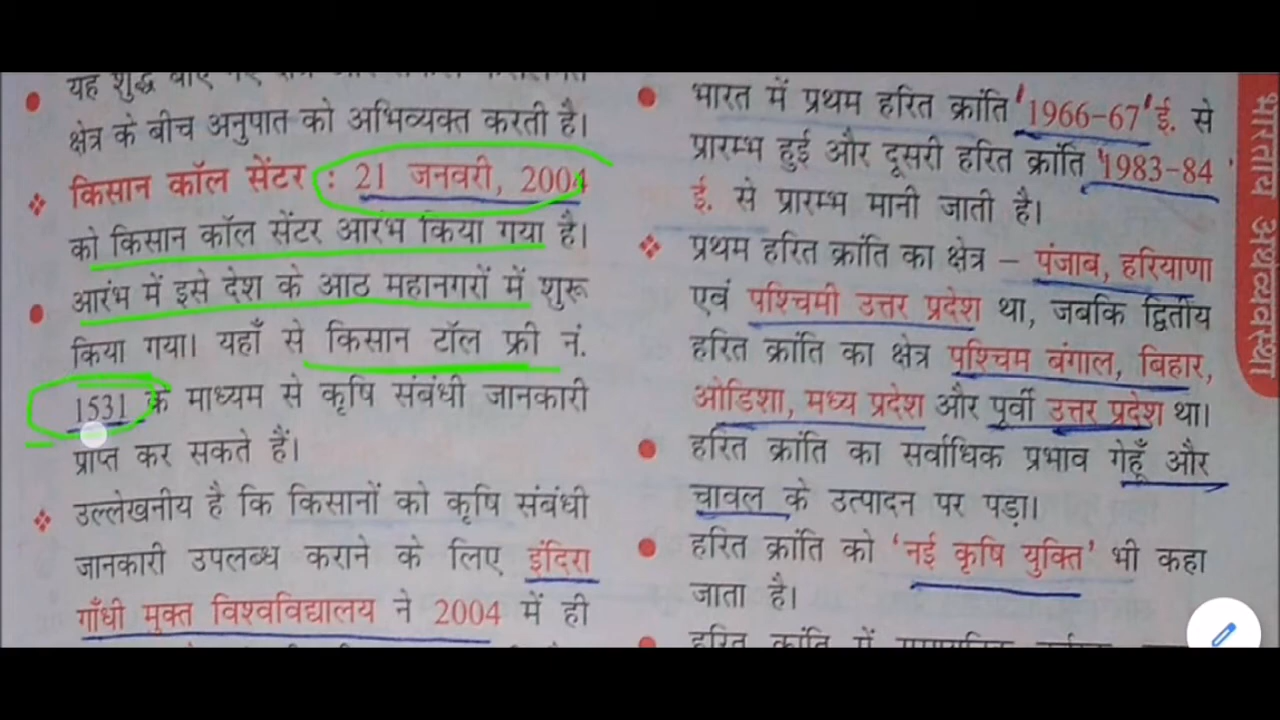 यह शुद्ध
क्षेत्र के बीच अनुपात को अभिव्यक्त करती है।
किसान कॉल सेंटर : 21 जनवरी, 2004
को किसान कॉल सेंटर आरंभ किया गया है।
आरंभ में इसे देश के आठ महानगरों में शुरू
किया गया। यहाँ से किसान टॉल फ्री नं.
1531 के माध्यम से कृषि संबंधी जानकारी
प्राप्त कर सकते हैं।
उल्लेखनीय है कि किसानों को कृषि संबंधी
जानकारी उपलब्ध कराने के लिए इंदिरा
गाँधी मुक्त विश्वविद्यालय ने 2004 में ही
भारत में प्रथम हरित क्रांति '1966-67' ई. से
प्रारम्भ हुई और दूसरी हरित क्रांति '1983-84'
ई. से प्रारम्भ मानी जाती है।
प्रथम हरित क्रांति का क्षेत्र – पंजाब, हरियाणा
एवं पश्चिमी उत्तर प्रदेश था, जबकि द्वितीय
हरित क्रांति का क्षेत्र पश्चिम बंगाल, बिहार,
ओडिशा, मध्य प्रदेश और पूर्वी उत्तर प्रदेश था।
हरित क्रांति का सर्वाधिक प्रभाव गेहूँ और
चावल के उत्पादन पर पड़ा।
हरित क्रांति को 'नई कृषि युक्ति' भी कहा
जाता है।
हरित क्रांति में
भारतीय अर्थव्यवस्था